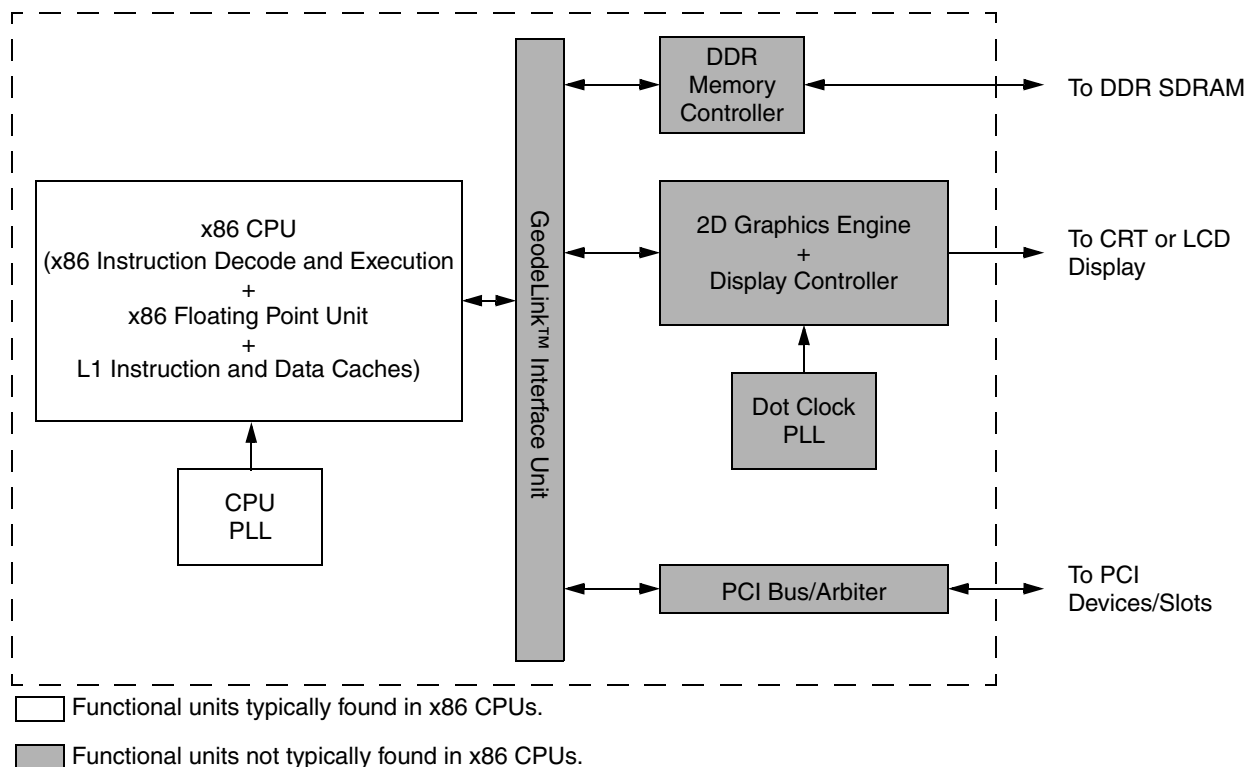 DDR
Memory
Controller
To DDR SDRAM
x86 CPU
(x86 Instruction Decode and Execution
+
x86 Floating Point Unit
+
L1 Instruction and Data Caches)
GeodeLink™ Interface Unit
2D Graphics Engine
+
Display Controller
To CRT or LCD
Display
Dot Clock
PLL
CPU
PLL
PCI Bus/Arbiter
To PCI
Devices/Slots
Functional units typically found in x86 CPUs.
Functional units not typically found in x86 CPUs.